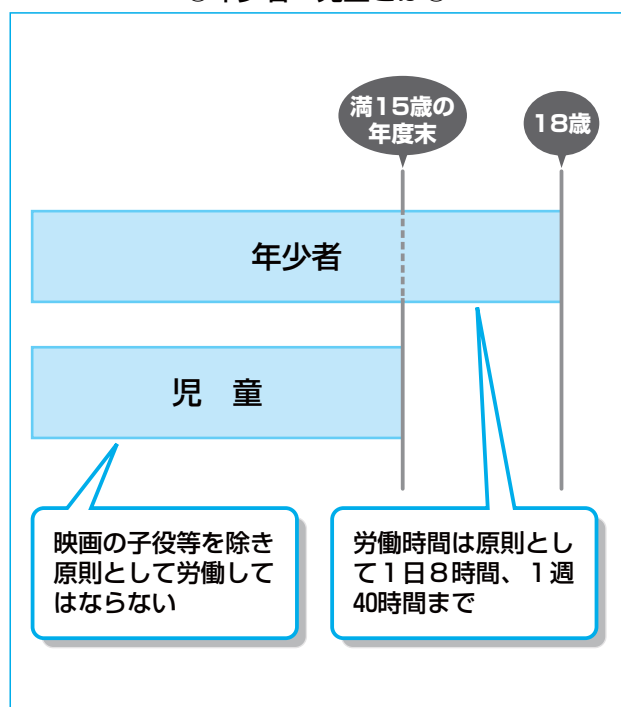 満15歳の
年度末
18歳
年少者
児　童
映画の子役等を除き
原則として労働して
はならない
労働時間は原則とし
て１日８時間、１週
40時間まで